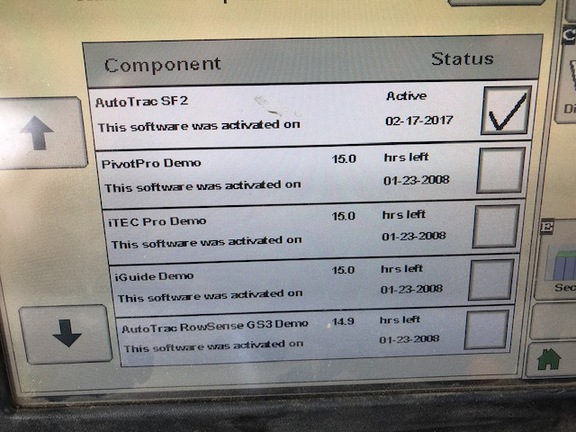 Component Status
AutoTrac SF2 Active
This software was activated on 02-17-2017
PivotPro Demo 15.0 hrs left
This software was activated on 01-23-2008
iTEC Pro Demo 15.0 hrs left
This software was activated on 01-23-2008
iGuide Demo 15.0 hrs left
This software was activated on 01-23-2008
AutoTrac RowSense GS3 Demo 14.9 hrs left
This software was activated on 01-23-2008
C
Di
E
Sec